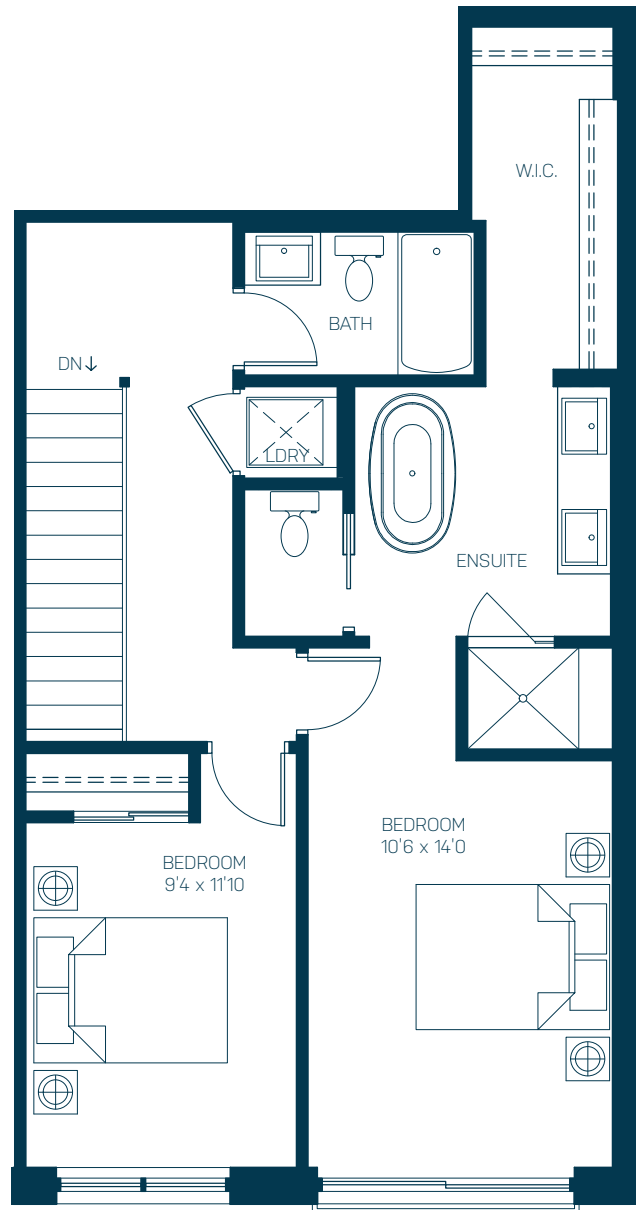 W.I.C.
BATH
DN↓
LDRY
ENSUITE
BEDROOM
10'6 x 14'0
BEDROOM
9'4 x 11'10